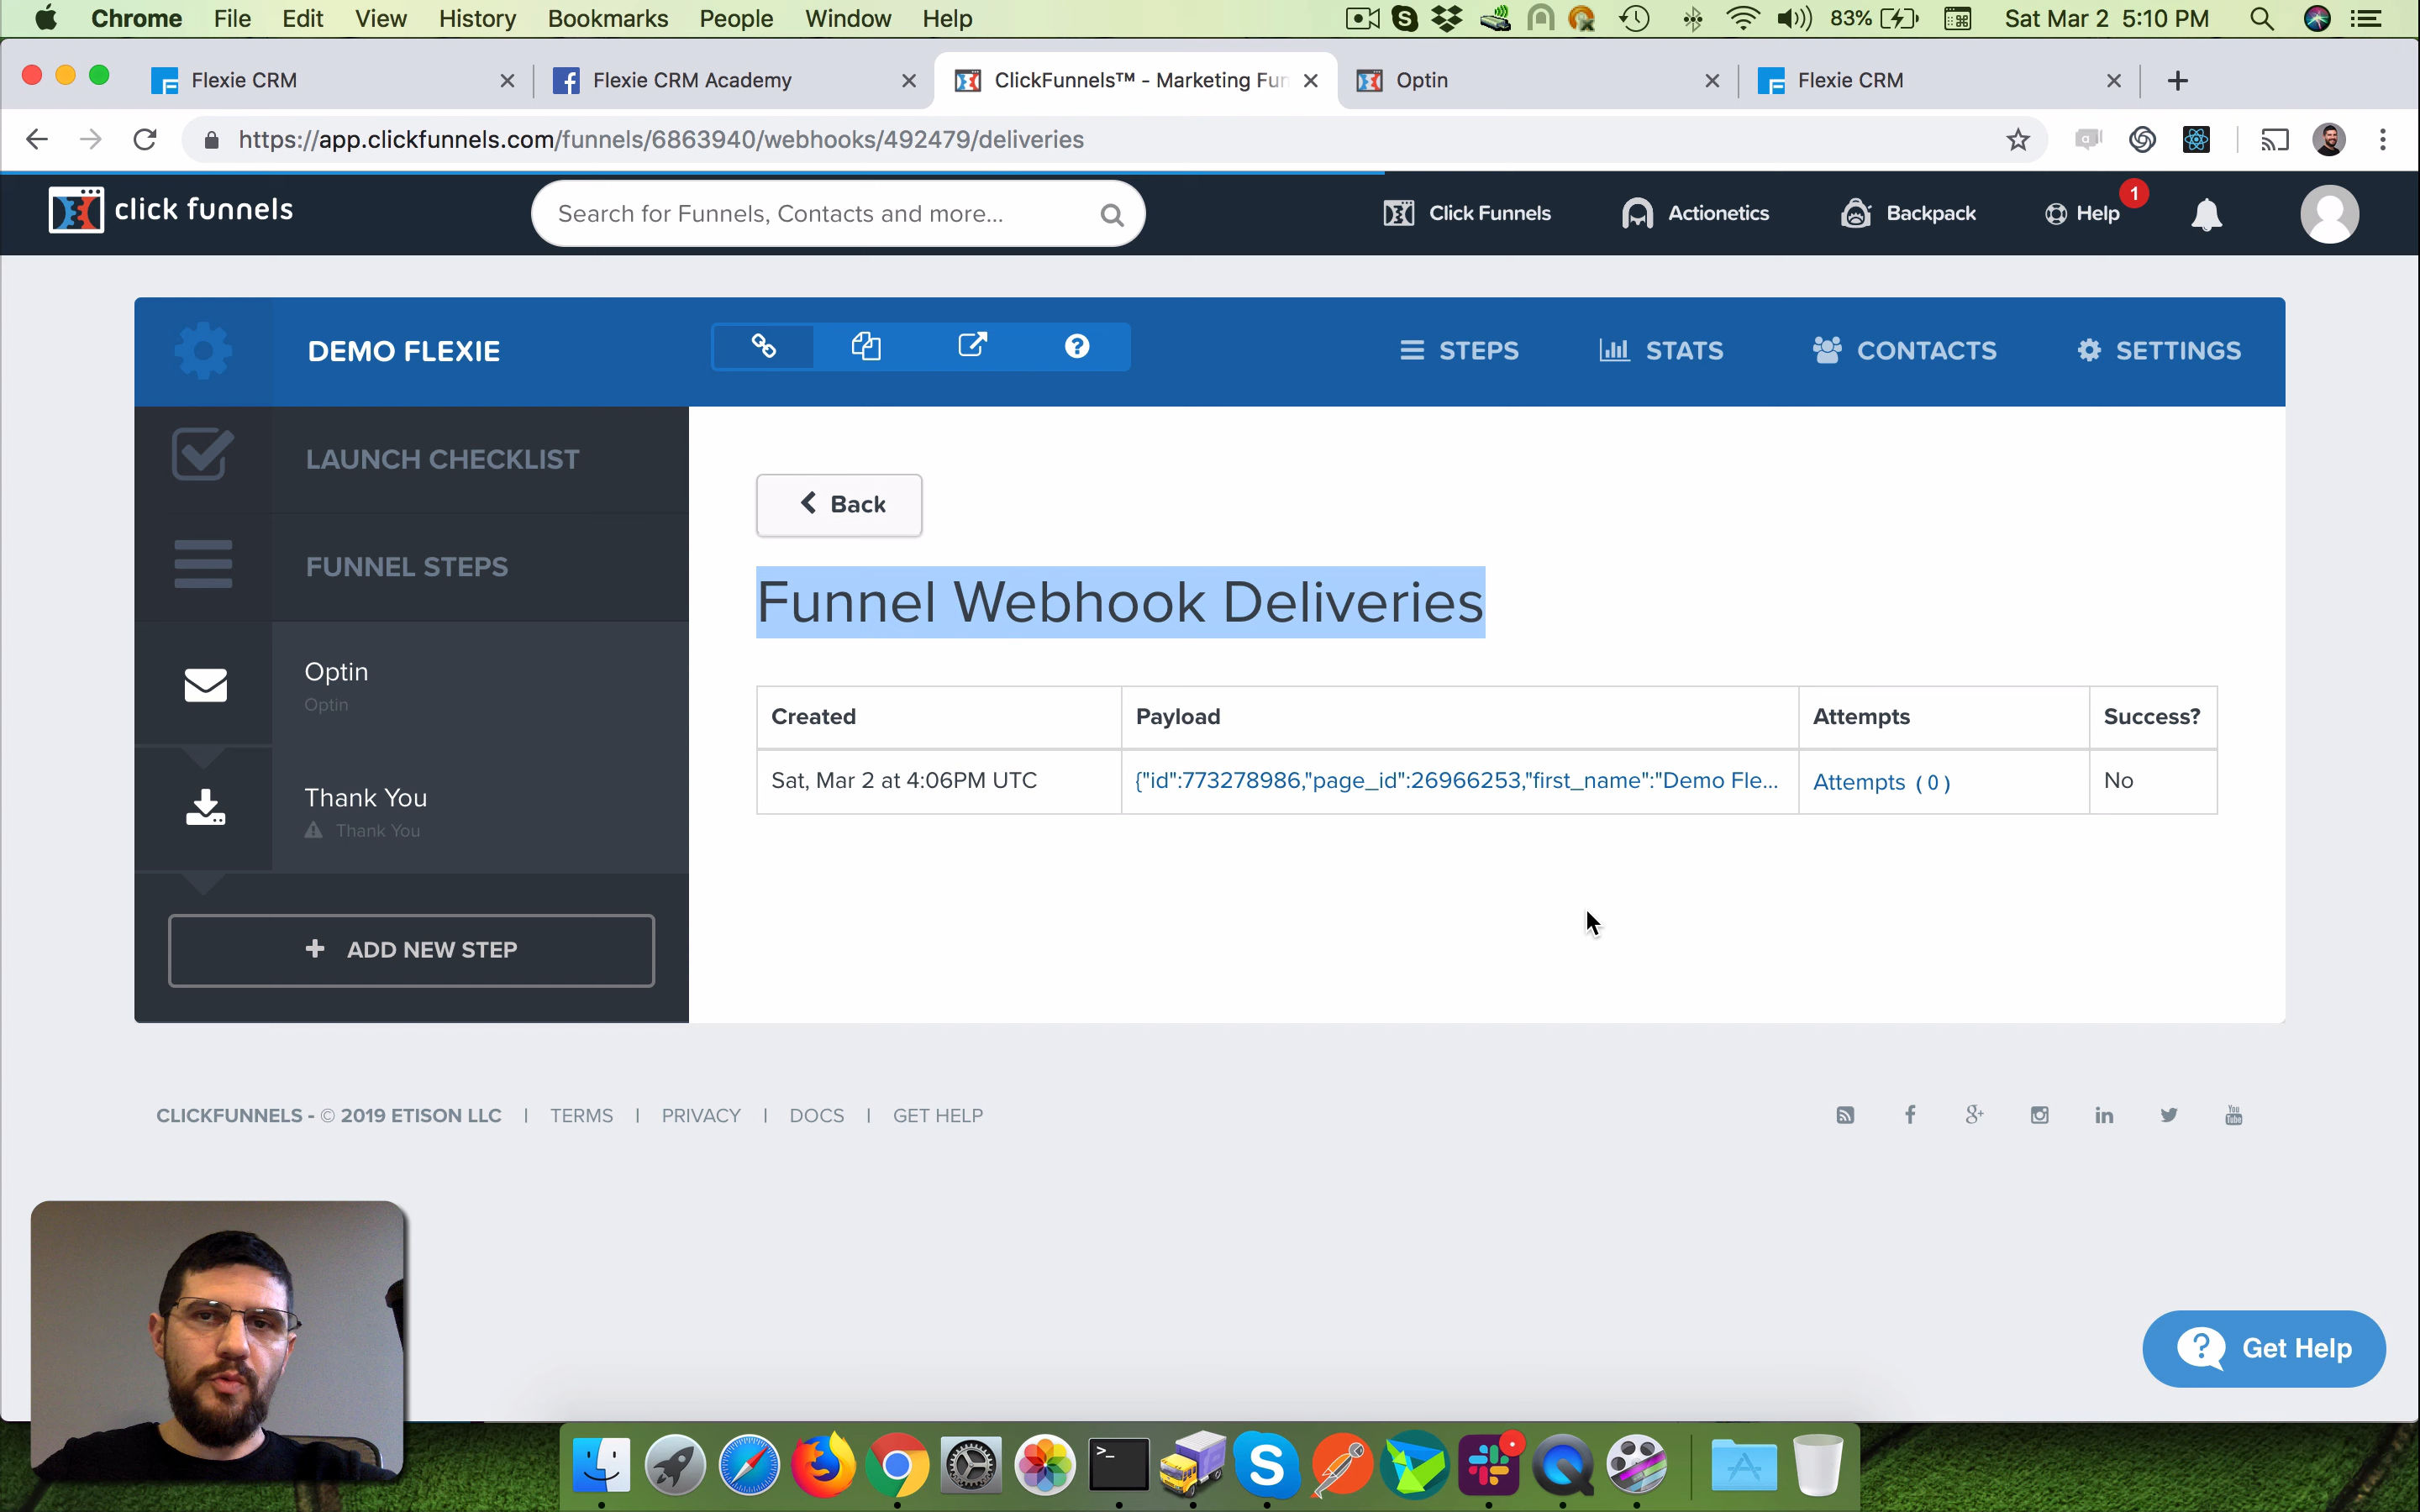 Chrome File Edit View History Bookmarks People Window Help 83% Sat Mar 2 5:10 PM
Flexie CRM Flexie CRM Academy ClickFunnels™ - Marketing Fun Optin Flexie CRM
https://app.clickfunnels.com/funnels/6863940/webhooks/492479/deliveries
click funnels Search for Funnels, Contacts and more... Click Funnels Actionetics Backpack Help 1
DEMO FLEXIE STEPS STATS CONTACTS SETTINGS
LAUNCH CHECKLIST
FUNNEL STEPS
Optin
Optin
Thank You
Thank You
+ ADD NEW STEP
Back
Funnel Webhook Deliveries
Created Payload Attempts Success?
Sat, Mar 2 at 4:06PM UTC {"id":773278986,"page_id":26966253,"first_name":"Demo Fle... Attempts ( 0 ) No
CLICKFUNNELS - © 2019 ETISON LLC | TERMS | PRIVACY | DOCS | GET HELP
Get Help